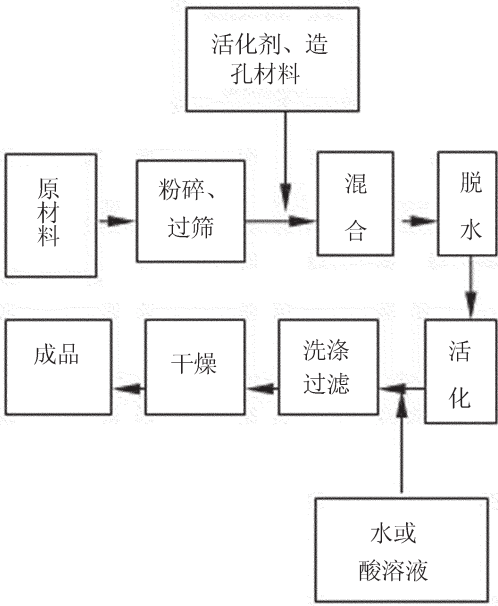 活化剂、造
孔材料
原
材
料
粉碎、
过筛
混
合
脱
水
成品
干燥
洗涤
过滤
活
化
水或
酸溶液